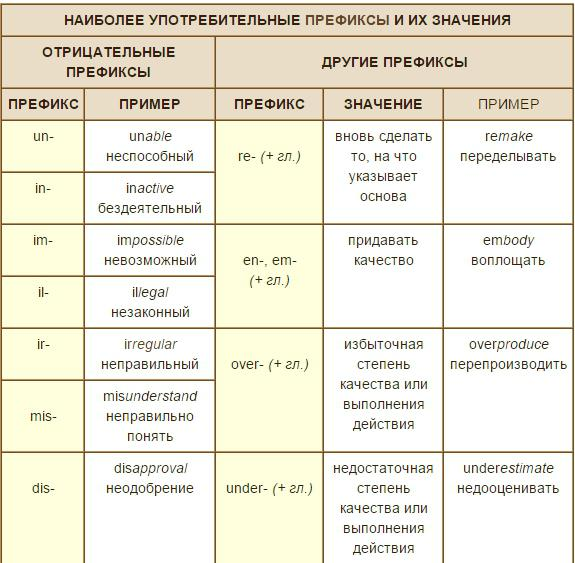 НАИБОЛЕЕ УПОТРЕБИТЕЛЬНЫЕ ПРЕФИКСЫ И ИХ ЗНАЧЕНИЯ
ОТРИЦАТЕЛЬНЫЕ
ПРЕФИКСЫ
ДРУГИЕ ПРЕФИКСЫ
ПРЕФИКС
ПРИМЕР
ПРЕФИКС
ЗНАЧЕНИЕ
ПРИМЕР
un-
unable
неспособный
re- (+ гл.)
вновь сделать
то, на что
указывает
основа
remake
переделывать
in-
inactive
бездеятельный
im-
impossible
невозможный
en-, em-
(+ гл.)
придавать
качество
embody
воплощать
il-
illegal
незаконный
ir-
irregular
неправильный
over- (+ гл.)
избыточная
степень
качества или
выполнения
действия
overproduce
перепроизводить
mis-
misunderstand
неправильно
понять
dis-
disapproval
неодобрение
under- (+ гл.)
недостаточная
степень
качества или
выполнения
действия
underestimate
недооценивать